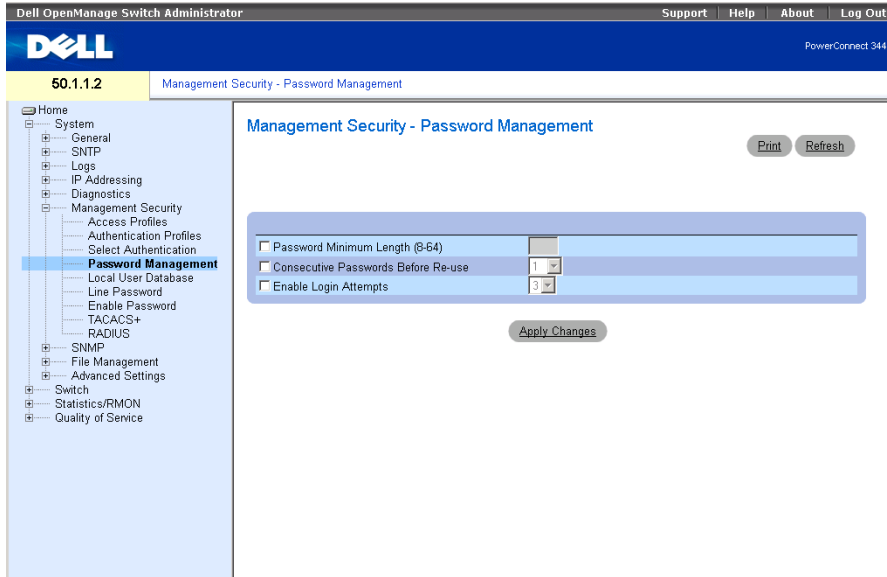 Dell OpenManage Switch Administrator
Support Help About Log Out
DELL
PowerConnect 344
50.1.1.2
Management Security - Password Management
Home
System
General
SNTP
Logs
IP Addressing
Diagnostics
Management Security
Access Profiles
Authentication Profiles
Select Authentication
Password Management
Local User Database
Line Password
Enable Password
TACACS+
RADIUS
SNMP
File Management
Advanced Settings
Switch
Statistics/RMON
Quality of Service
Management Security - Password Management
Print Refresh
Password Minimum Length (8-64)
Consecutive Passwords Before Re-use 1
Enable Login Attempts 3
Apply Changes